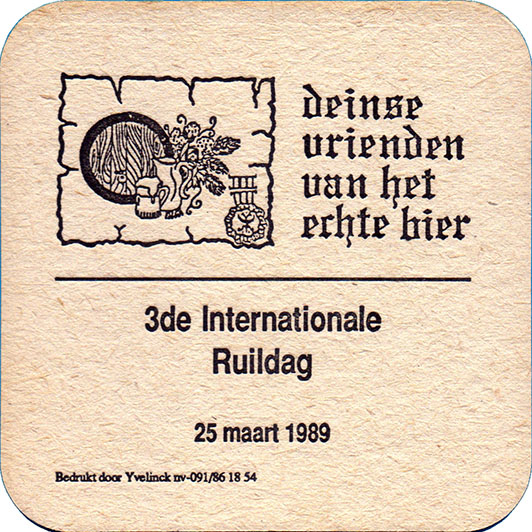 deinse
vrienden
van het
echte bier
3de Internationale
Ruildag
25 maart 1989
Bedrukt door Yvelinck nv-091/86 18 54